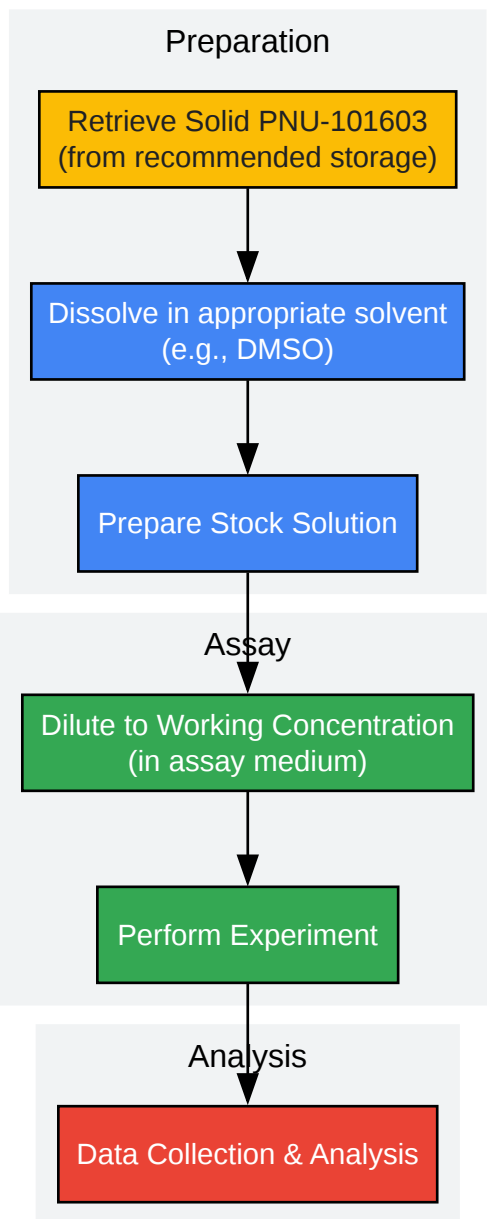 Preparation
Retrieve Solid PNU-101603
(from recommended storage)
Dissolve in appropriate solvent
(e.g., DMSO)
Prepare Stock Solution
Assay
Dilute to Working Concentration
(in assay medium)
Perform Experiment
Analysis
Data Collection & Analysis